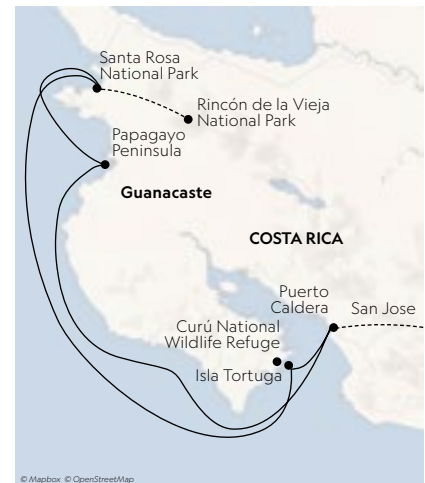 Santa Rosa
National Park
Rincón de la Vieja
National Park
Papagayo
Peninsula
Guanacaste
COSTA RICA
Puerto
Caldera
San Jose
Curú National
Wildlife Refuge
Isla Tortuga
© Mapbox © OpenStreetMap